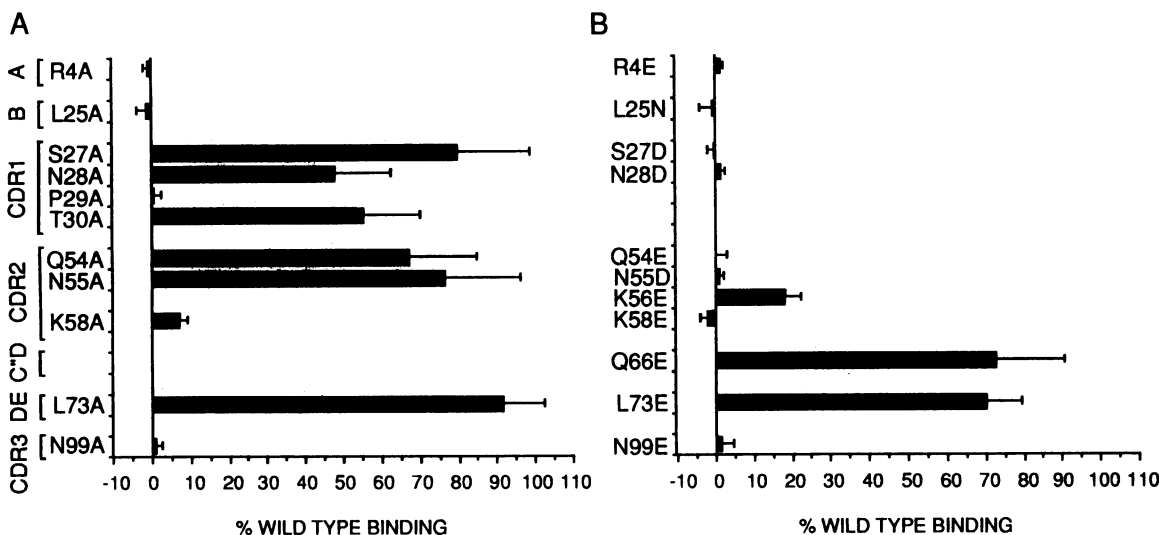 A
B
A [ R4A
B [ L25A
CDR1
S27A
N28A
P29A
T30A
CDR2
Q54A
N55A
K58A
C"D [
DE [ L73A
CDR3 [ N99A
-10 0 10 20 30 40 50 60 70 80 90 100 110
% WILD TYPE BINDING
R4E
L25N
S27D
N28D
Q54E
N55D
K56E
K58E
Q66E
L73E
N99E
-10 0 10 20 30 40 50 60 70 80 90 100 110
% WILD TYPE BINDING